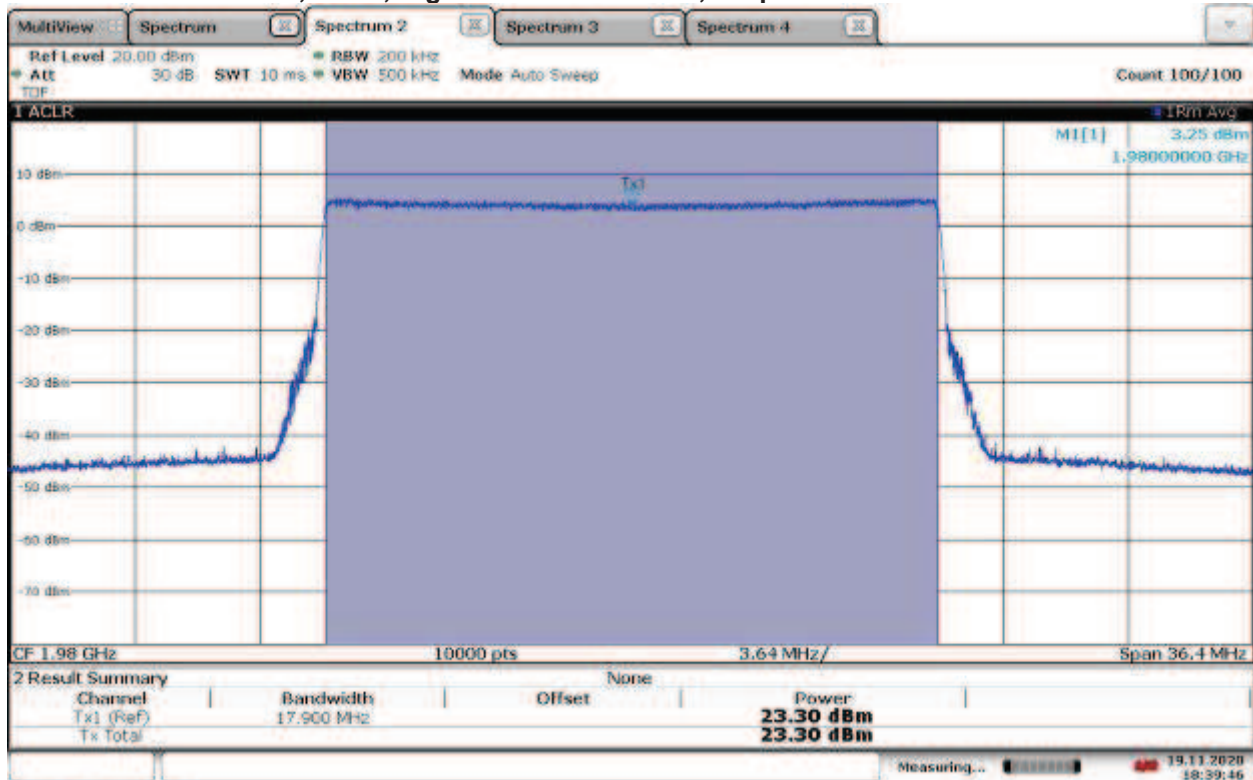 MultiView Spectrum Spectrum 2 Spectrum 3 Spectrum 4
Ref Level 20.00 dBm RBW 200 kHz
Att 30 dB SWT 10 ms VBW 500 kHz Mode Auto Sweep Count 100/100
TDF
1 ACLR 1Rm Avg
M1[1] 3.25 dBm
1.98000000 GHz
10 dBm
Tx1
0 dBm
-10 dBm
-20 dBm
-30 dBm
-40 dBm
-50 dBm
-60 dBm
-70 dBm
CF 1.98 GHz 10000 pts 3.64 MHz/ Span 36.4 MHz
2 Result Summary None
Channel Bandwidth Offset Power
Tx1 (Ref) 17.900 MHz 23.30 dBm
Tx Total 23.30 dBm
Measuring... 19.11.2020
18:39:46